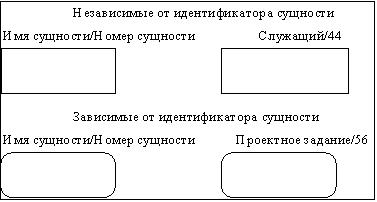 Независимые от идентификатора сущности
Имя сущности/Номер сущности Служащий/44
Зависимые от идентификатора сущности
Имя сущности/Номер сущности Проектное задание/56